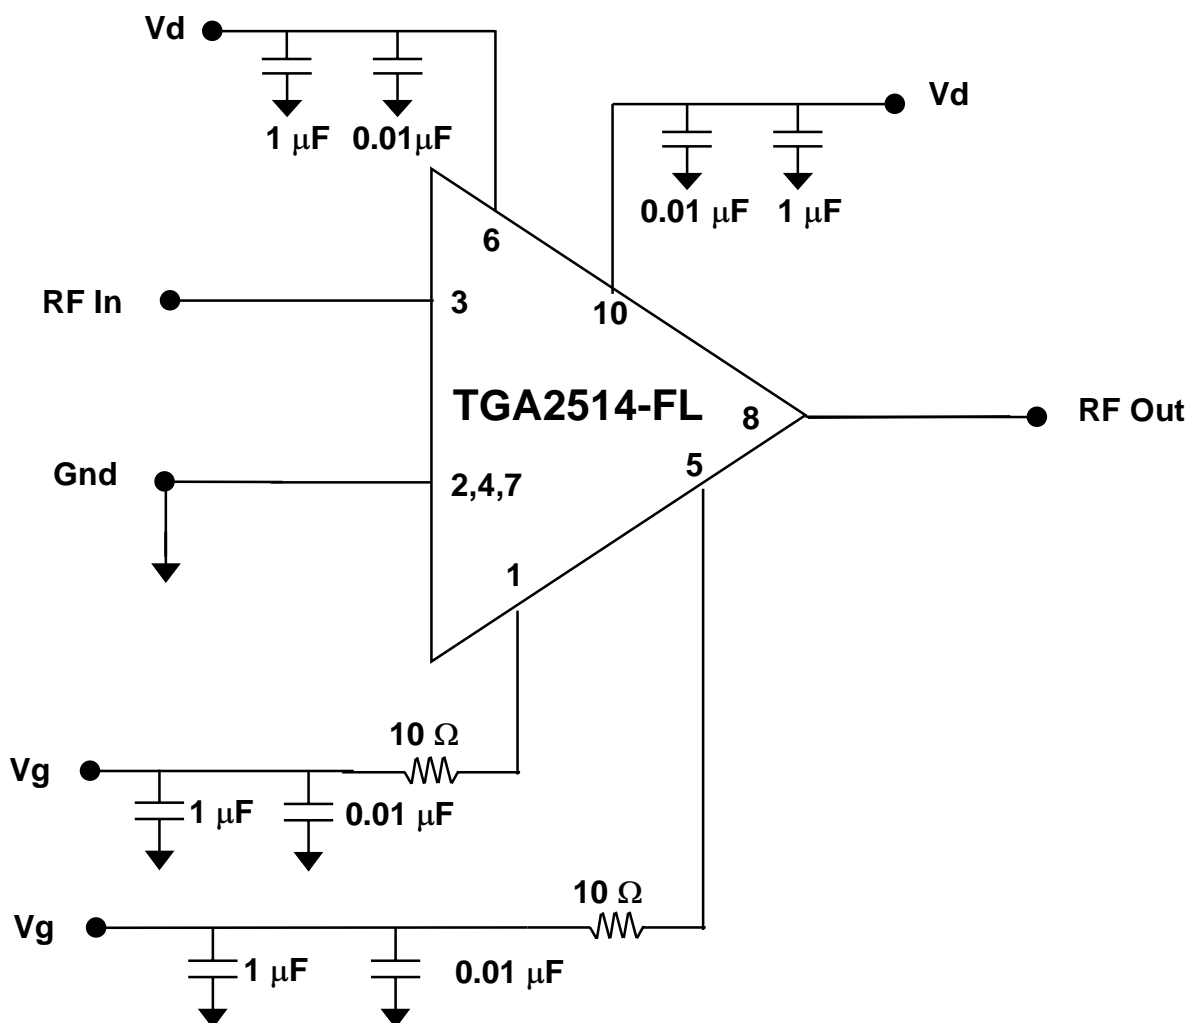 Vd
1 μF 0.01μF
Vd
0.01 μF 1 μF
6
RF In
3
10
TGA2514-FL
8
RF Out
Gnd
2,4,7
5
1
10 Ω
Vg
1 μF 0.01 μF
10 Ω
Vg
1 μF 0.01 μF